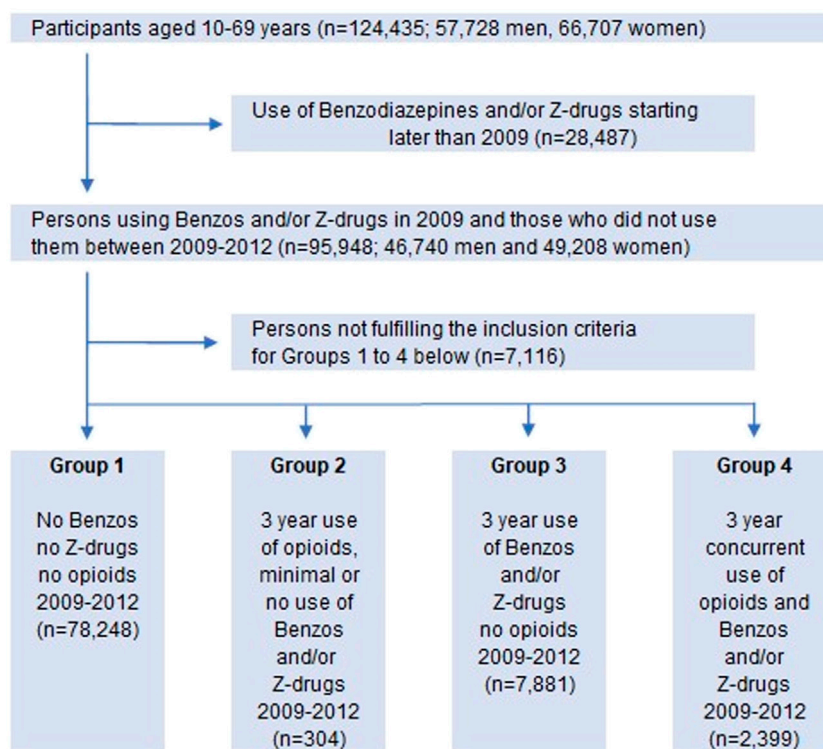 Participants aged 10-69 years (n=124,435; 57,728 men, 66,707 women)
Use of Benzodiazepines and/or Z-drugs starting
later than 2009 (n=28,487)
Persons using Benzos and/or Z-drugs in 2009 and those who did not use
them between 2009-2012 (n=95,948; 46,740 men and 49,208 women)
Persons not fulfilling the inclusion criteria
for Groups 1 to 4 below (n=7,116)
Group 1
No Benzos
no Z-drugs
no opioids
2009-2012
(n=78,248)
Group 2
3 year use
of opioids,
minimal or
no use of
Benzos
and/or
Z-drugs
2009-2012
(n=304)
Group 3
3 year use
of Benzos
and/or
Z-drugs
no opioids
2009-2012
(n=7,881)
Group 4
3 year
concurrent
use of
opioids and
Benzos
and/or
Z-drugs
2009-2012
(n=2,399)